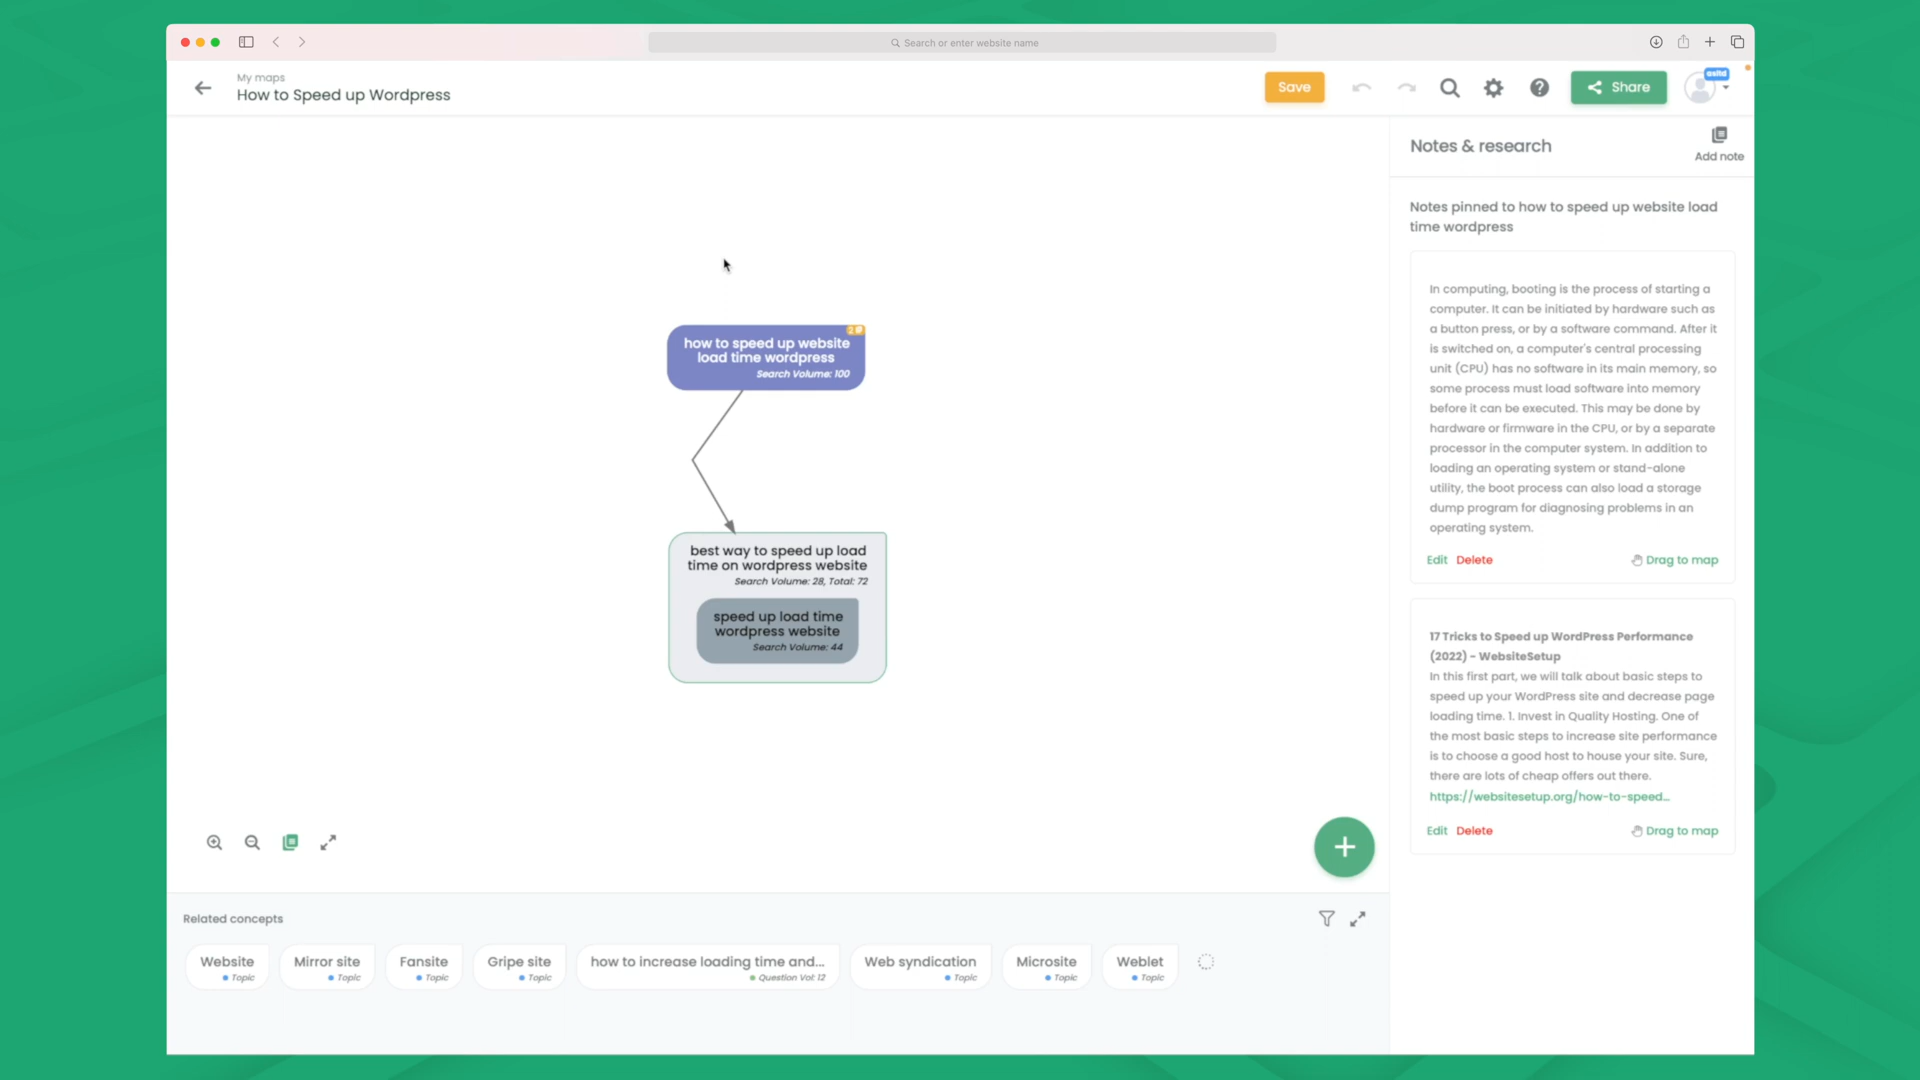 Search or enter website name
My maps
How to Speed up Wordpress
Save
Share
Notes & research
Add note
Notes pinned to how to speed up website load
time wordpress
In computing, booting is the process of starting a
computer. It can be initiated by hardware such as
a button press, or by a software command. After it
is switched on, a computer's central processing
unit (CPU) has no software in its main memory, so
some process must load software into memory
before it can be executed. This may be done by
hardware or firmware in the CPU, or by a separate
processor in the computer system. In addition to
loading an operating system or stand-alone
utility, the boot process can also load a storage
dump program for diagnosing problems in an
operating system.
Edit Delete Drag to map
17 Tricks to Speed up WordPress Performance
(2022) - WebsiteSetup
In this first part, we will talk about basic steps to
speed up your WordPress site and decrease page
loading time. 1. Invest in Quality Hosting. One of
the most basic steps to increase site performance
is to choose a good host to house your site. Sure,
there are lots of cheap offers out there.
https://websitesetup.org/how-to-speed...
Edit Delete Drag to map
2
how to speed up website
load time wordpress
Search Volume: 100
best way to speed up load
time on wordpress website
Search Volume: 28, Total: 72
speed up load time
wordpress website
Search Volume: 44
Related concepts
Website
Topic
Mirror site
Topic
Fansite
Topic
Gripe site
Topic
how to increase loading time and...
Question Vol: 12
Web syndication
Topic
Microsite
Topic
Weblet
Topic